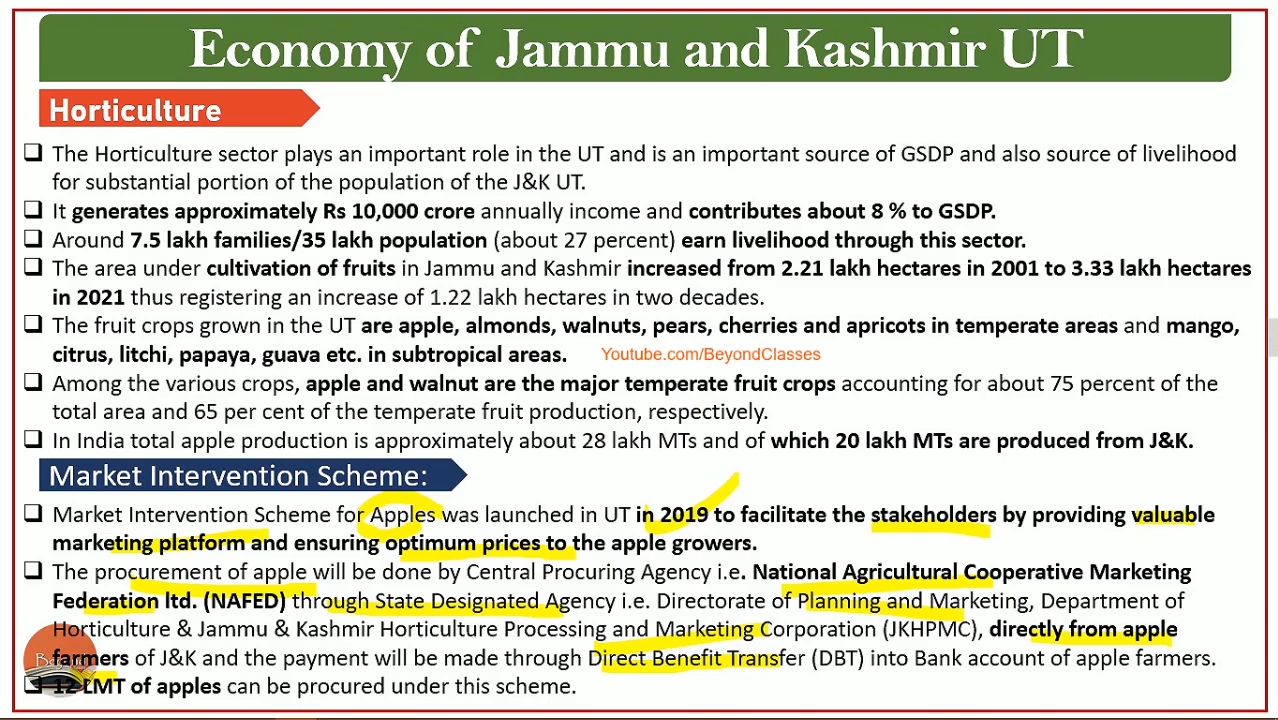 Economy of Jammu and Kashmir UT
Horticulture
❑ The Horticulture sector plays an important role in the UT and is an important source of GSDP and also source of livelihood
for substantial portion of the population of the J&K UT.
❑ It generates approximately Rs 10,000 crore annually income and contributes about 8 % to GSDP.
❑ Around 7.5 lakh families/35 lakh population (about 27 percent) earn livelihood through this sector.
❑ The area under cultivation of fruits in Jammu and Kashmir increased from 2.21 lakh hectares in 2001 to 3.33 lakh hectares
in 2021 thus registering an increase of 1.22 lakh hectares in two decades.
❑ The fruit crops grown in the UT are apple, almonds, walnuts, pears, cherries and apricots in temperate areas and mango,
citrus, litchi, papaya, guava etc. in subtropical areas. Youtube.com/BeyondClasses
❑ Among the various crops, apple and walnut are the major temperate fruit crops accounting for about 75 percent of the
total area and 65 per cent of the temperate fruit production, respectively.
❑ In India total apple production is approximately about 28 lakh MTs and of which 20 lakh MTs are produced from J&K.
Market Intervention Scheme:
❑ Market Intervention Scheme for Apples was launched in UT in 2019 to facilitate the stakeholders by providing valuable
marketing platform and ensuring optimum prices to the apple growers.
❑ The procurement of apple will be done by Central Procuring Agency i.e. National Agricultural Cooperative Marketing
Federation ltd. (NAFED) through State Designated Agency i.e. Directorate of Planning and Marketing, Department of
Horticulture & Jammu & Kashmir Horticulture Processing and Marketing Corporation (JKHPMC), directly from apple
farmers of J&K and the payment will be made through Direct Benefit Transfer (DBT) into Bank account of apple farmers.
❑ 12 LMT of apples can be procured under this scheme.